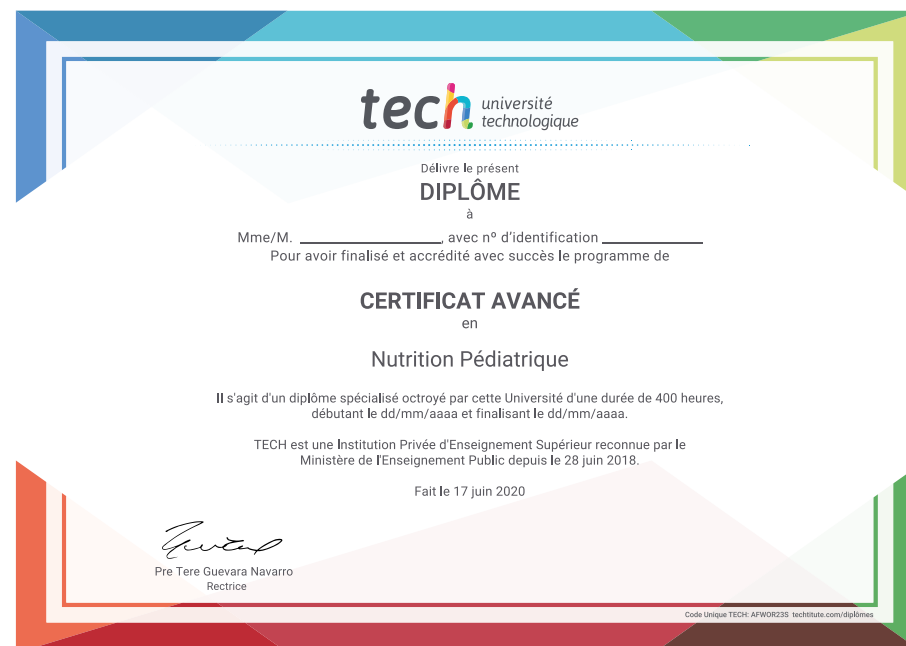 tech université
technologique
Délivre le présent
DIPLÔME
à
Mme/M. ____________________, avec nº d'identification ______________
Pour avoir finalisé et accrédité avec succès le programme de
CERTIFICAT AVANCÉ
en
Nutrition Pédiatrique
Il s'agit d'un diplôme spécialisé octroyé par cette Université d'une durée de 400 heures,
débutant le dd/mm/aaaa et finalisant le dd/mm/aaaa.
TECH est une Institution Privée d'Enseignement Supérieur reconnue par le
Ministère de l'Enseignement Public depuis le 28 juin 2018.
Fait le 17 juin 2020
Pre Tere Guevara Navarro
Rectrice
Code Unique TECH: AFWOR23S techtitute.com/diplômes